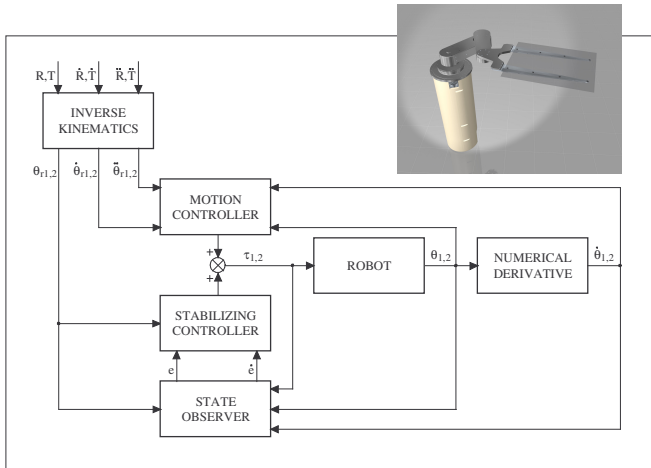 R,T Ṙ,Ṫ R̈,T̈
INVERSE
KINEMATICS
θr1,2 θ̇r1,2 θ̈r1,2
MOTION
CONTROLLER
+
τ1,2
ROBOT
θ1,2
NUMERICAL
DERIVATIVE
θ̇1,2
+
STABILIZING
CONTROLLER
e ė
STATE
OBSERVER